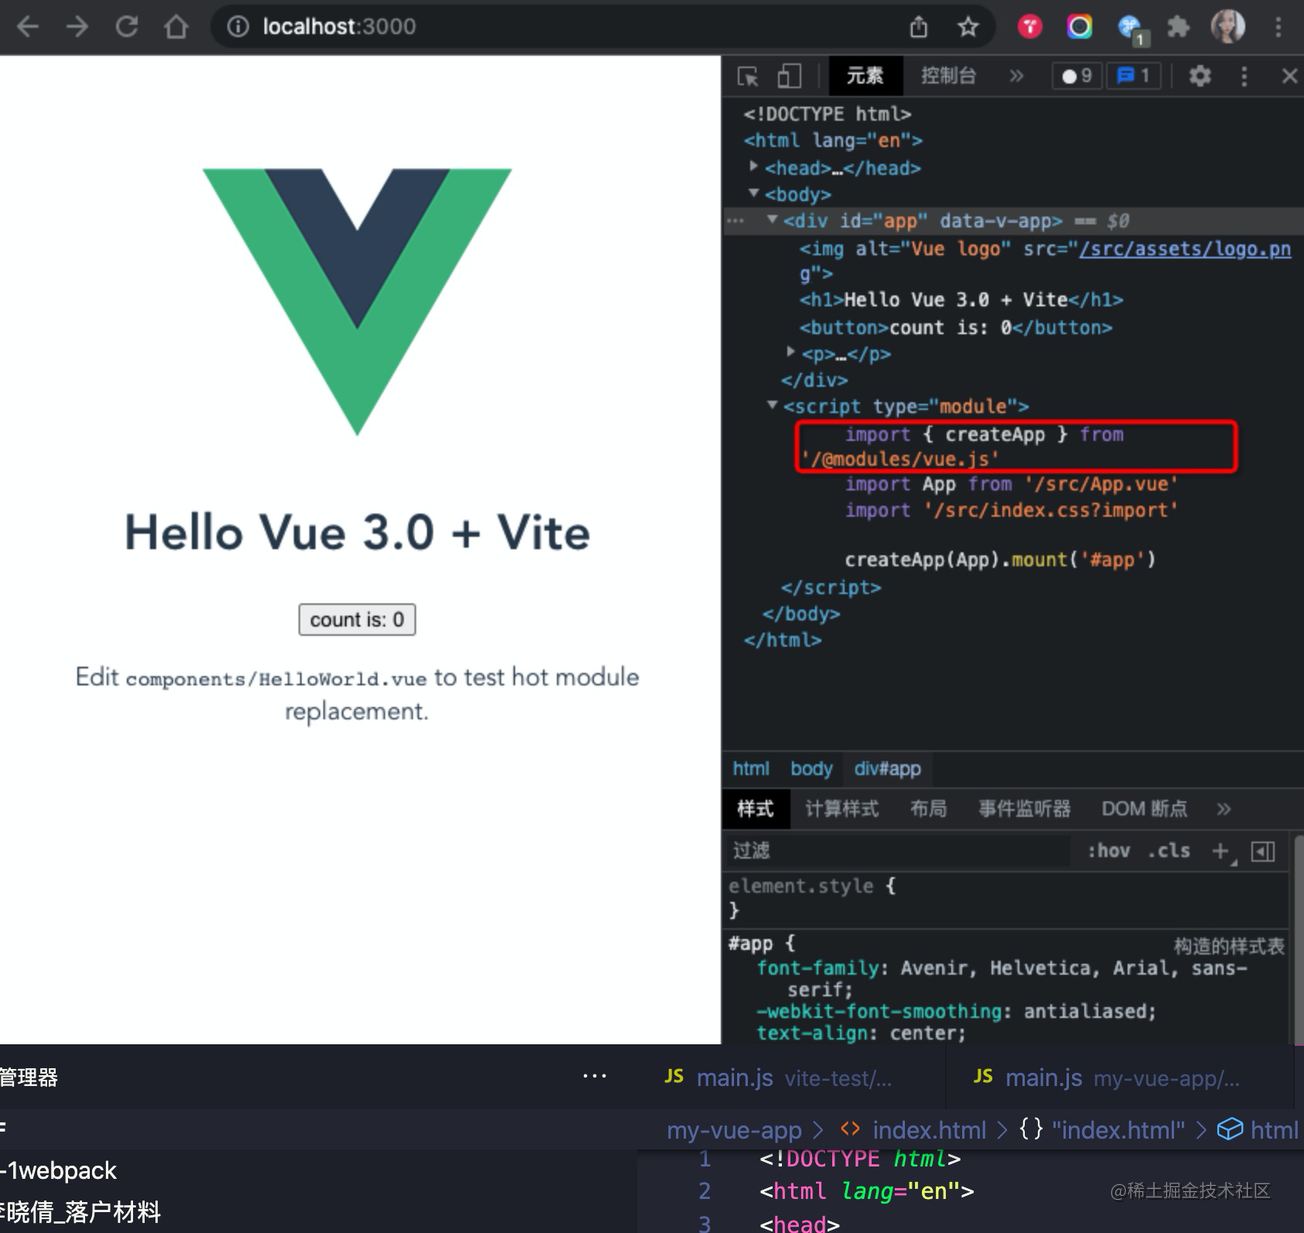 localhost:3000
1
元素 控制台 » 9 1
<!DOCTYPE html>
<html lang="en">
<head>…</head>
<body>
<div id="app" data-v-app> == $0
<img alt="Vue logo" src="/src/assets/logo.pn
g">
<h1>Hello Vue 3.0 + Vite</h1>
<button>count is: 0</button>
<p>…</p>
</div>
<script type="module">
import { createApp } from
'/@modules/vue.js'
import App from '/src/App.vue'
import '/src/index.css?import'
createApp(App).mount('#app')
</script>
</body>
</html>
Hello Vue 3.0 + Vite
count is: 0
Edit components/HelloWorld.vue to test hot module
replacement.
html body div#app
样式 计算样式 布局 事件监听器 DOM 断点 »
过滤 :hov .cls +
element.style {
}
#app { 构造的样式表
font-family: Avenir, Helvetica, Arial, sans-
serif;
-webkit-font-smoothing: antialiased;
text-align: center;
管理器 ···
JS main.js vite-test/... JS main.js my-vue-app/...
my-vue-app > <> index.html > {} "index.html" > html
-1webpack
晓倩_落户材料
1 <!DOCTYPE html>
2 <html lang="en">
3 <head>
@稀土掘金技术社区